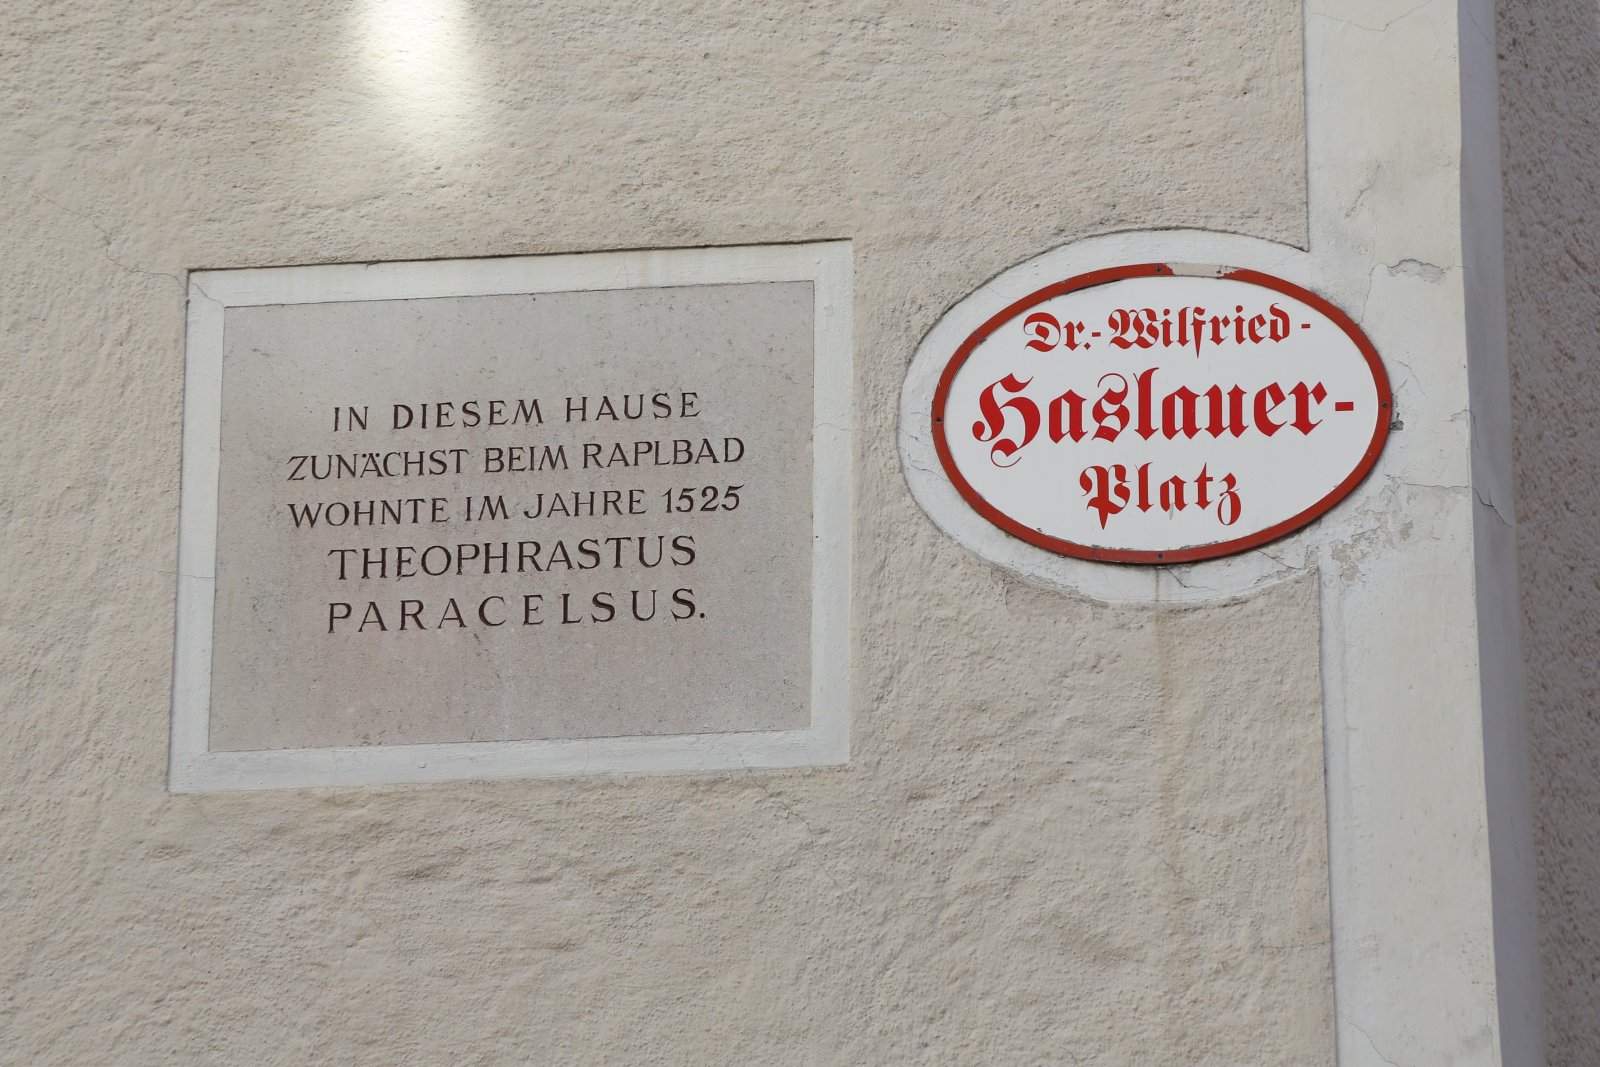 IN DIESEM HAUSE
ZUNÄCHST BEIM RAPLBAD
WOHNTE IM JAHRE 1525
THEOPHRASTUS
PARACELSUS.
Dr.-Wilfried-
Haslauer-
Platz